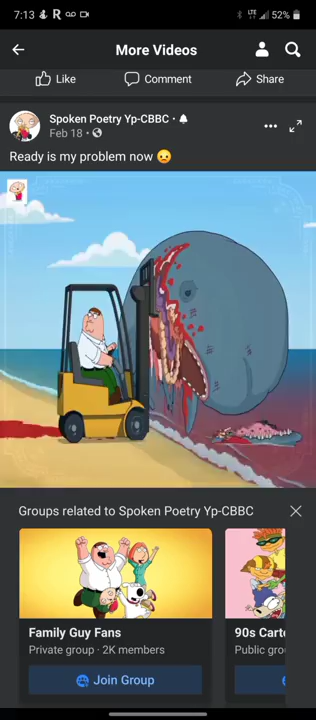 7:13
LTE
52%
More Videos
Like
Comment
Share
Spoken Poetry Yp-CBBC ·
Feb 18 ·
Ready is my problem now 😟
Groups related to Spoken Poetry Yp-CBBC
Family Guy Fans
Private group · 2K members
Join Group
90s Carto
Public grou